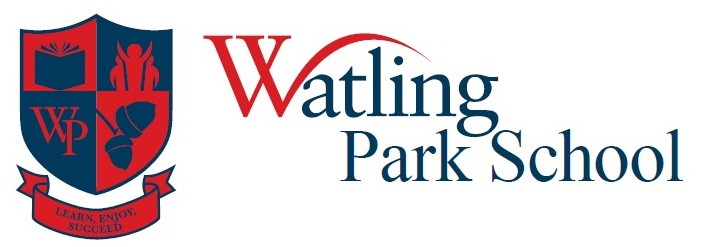 WP
LEARN, ENJOY,
SUCCEED
Watling
Park School